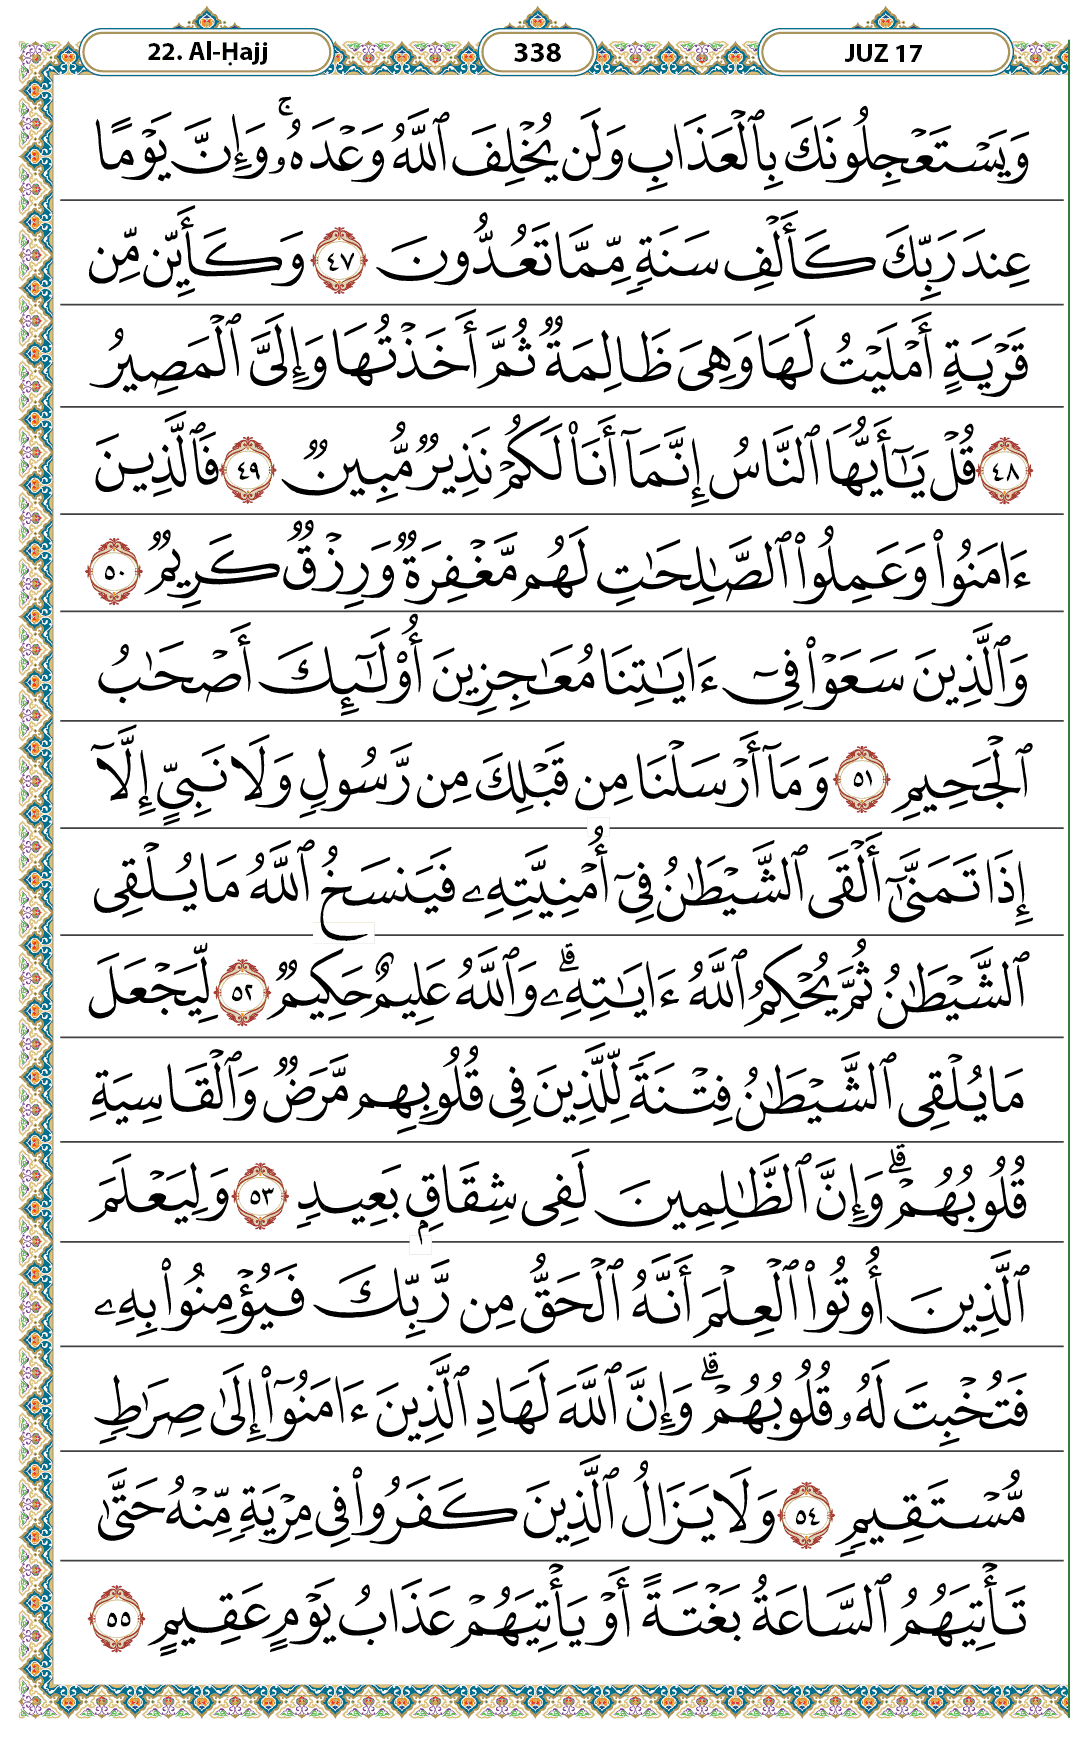 22. Al-Ḥajj 338 JUZ 17
وَيَسْتَعْجِلُونَكَ بِٱلْعَذَابِ وَلَن يُخْلِفَ ٱللَّهُ وَعْدَهُۥ ۚ وَإِنَّ يَوْمًا
عِندَ رَبِّكَ كَأَلْفِ سَنَةٍ مِّمَّا تَعُدُّونَ ٤٧ وَكَأَيِّن مِّن
قَرْيَةٍ أَمْلَيْتُ لَهَا وَهِىَ ظَالِمَةٌ ثُمَّ أَخَذْتُهَا وَإِلَىَّ ٱلْمَصِيرُ
٤٨ قُلْ يَـٰٓأَيُّهَا ٱلنَّاسُ إِنَّمَآ أَنَا۠ لَكُمْ نَذِيرٌ مُّبِينٌ ٤٩ فَٱلَّذِينَ
ءَامَنُوا۟ وَعَمِلُوا۟ ٱلصَّـٰلِحَـٰتِ لَهُم مَّغْفِرَةٌ وَرِزْقٌ كَرِيمٌ ٥٠
وَٱلَّذِينَ سَعَوْا۟ فِىٓ ءَايَـٰتِنَا مُعَـٰجِزِينَ أُو۟لَـٰٓئِكَ أَصْحَـٰبُ
ٱلْجَحِيمِ ٥١ وَمَآ أَرْسَلْنَا مِن قَبْلِكَ مِن رَّسُولٍ وَلَا نَبِىٍّ إِلَّآ
إِذَا تَمَنَّىٰٓ أَلْقَى ٱلشَّيْطَـٰنُ فِىٓ أُمْنِيَّتِهِۦ فَيَنسَخُ ٱللَّهُ مَا يُلْقِى
ٱلشَّيْطَـٰنُ ثُمَّ يُحْكِمُ ٱللَّهُ ءَايَـٰتِهِۦ ۗ وَٱللَّهُ عَلِيمٌ حَكِيمٌ ٥٢ لِّيَجْعَلَ
مَا يُلْقِى ٱلشَّيْطَـٰنُ فِتْنَةً لِّلَّذِينَ فِى قُلُوبِهِم مَّرَضٌ وَٱلْقَاسِيَةِ
قُلُوبُهُمْ ۗ وَإِنَّ ٱلظَّـٰلِمِينَ لَفِى شِقَاقٍۭ بَعِيدٍ ٥٣ وَلِيَعْلَمَ
ٱلَّذِينَ أُوتُوا۟ ٱلْعِلْمَ أَنَّهُ ٱلْحَقُّ مِن رَّبِّكَ فَيُؤْمِنُوا۟ بِهِۦ
فَتُخْبِتَ لَهُۥ قُلُوبُهُمْ ۗ وَإِنَّ ٱللَّهَ لَهَادِ ٱلَّذِينَ ءَامَنُوٓا۟ إِلَىٰ صِرَٰطٍ
مُّسْتَقِيمٍ ٥٤ وَلَا يَزَالُ ٱلَّذِينَ كَفَرُوا۟ فِى مِرْيَةٍ مِّنْهُ حَتَّىٰ
تَأْتِيَهُمُ ٱلسَّاعَةُ بَغْتَةً أَوْ يَأْتِيَهُمْ عَذَابُ يَوْمٍ عَقِيمٍ ٥٥